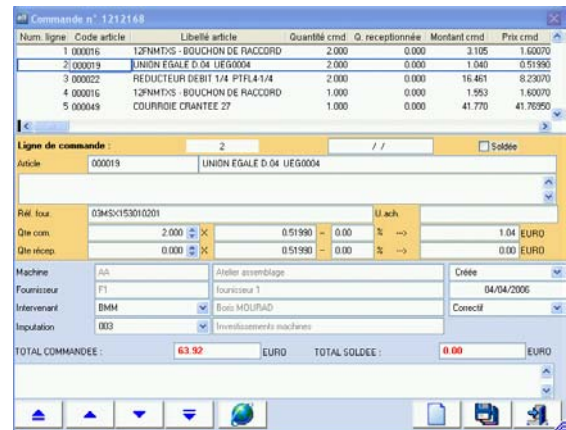 Commande n° 1212168
Num. ligne Code article Libellé article Quantité cmd Q. receptionnée Montant cmd Prix cmd
1 000016 12FNMTXS - BOUCHON DE RACCORD 2.000 0.000 3.105 1.60070
2 000019 UNION EGALE D.04 UEG0004 2.000 0.000 1.040 0.51990
3 000022 REDUCTEUR DEBIT 1/4 PTFL4-1/4 2.000 0.000 16.461 8.23070
4 000016 12FNMTXS - BOUCHON DE RACCORD 1.000 0.000 1.553 1.60070
5 000049 COURROIE CRANTEE 27 1.000 0.000 41.770 41.76950
Ligne de commande : 2 / / Soldée
Article 000019 UNION EGALE D.04 UEG0004
Réf. four. 03MSX153010201 U.ach.
Qte com. 2.000 X 0.51990 - 0.00 % --> 1.04 EURO
Qte récep. 0.000 X 0.51990 - 0.00 % --> 0.00 EURO
Machine AA Atelier assemblage Créée
Fournisseur F1 fournisseur 1 04/04/2006
Intervenant BMM Boris MOURAD Correctif
Imputation 003 Investissements machines
TOTAL COMMANDEE : 63.92 EURO TOTAL SOLDEE : 0.00 EURO